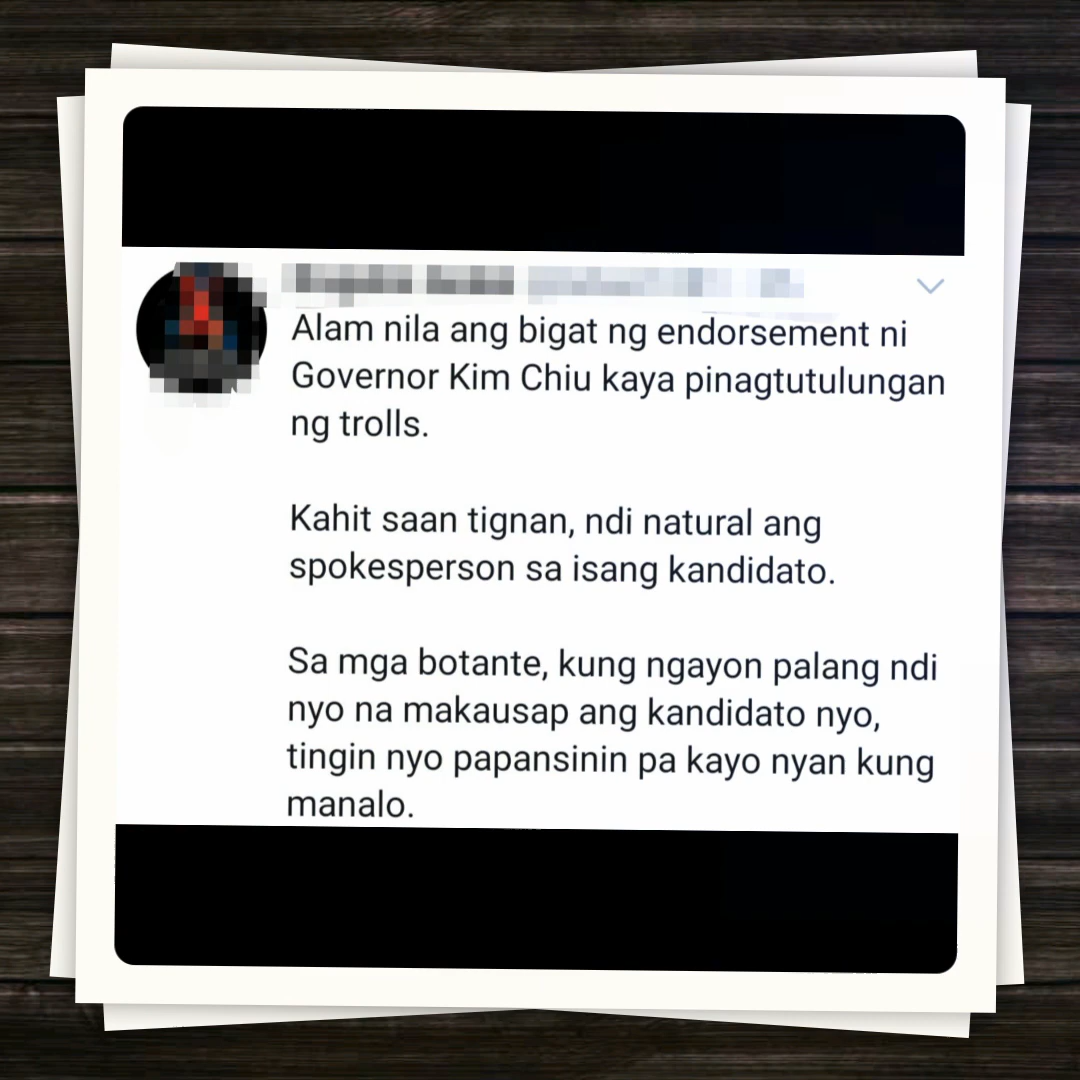 Alam nila ang bigat ng endorsement ni
Governor Kim Chiu kaya pinagtutulungan
ng trolls.
Kahit saan tignan, ndi natural ang
spokesperson sa isang kandidato.
Sa mga botante, kung ngayon palang ndi
nyo na makausap ang kandidato nyo,
tingin nyo papansinin pa kayo nyan kung
manalo.